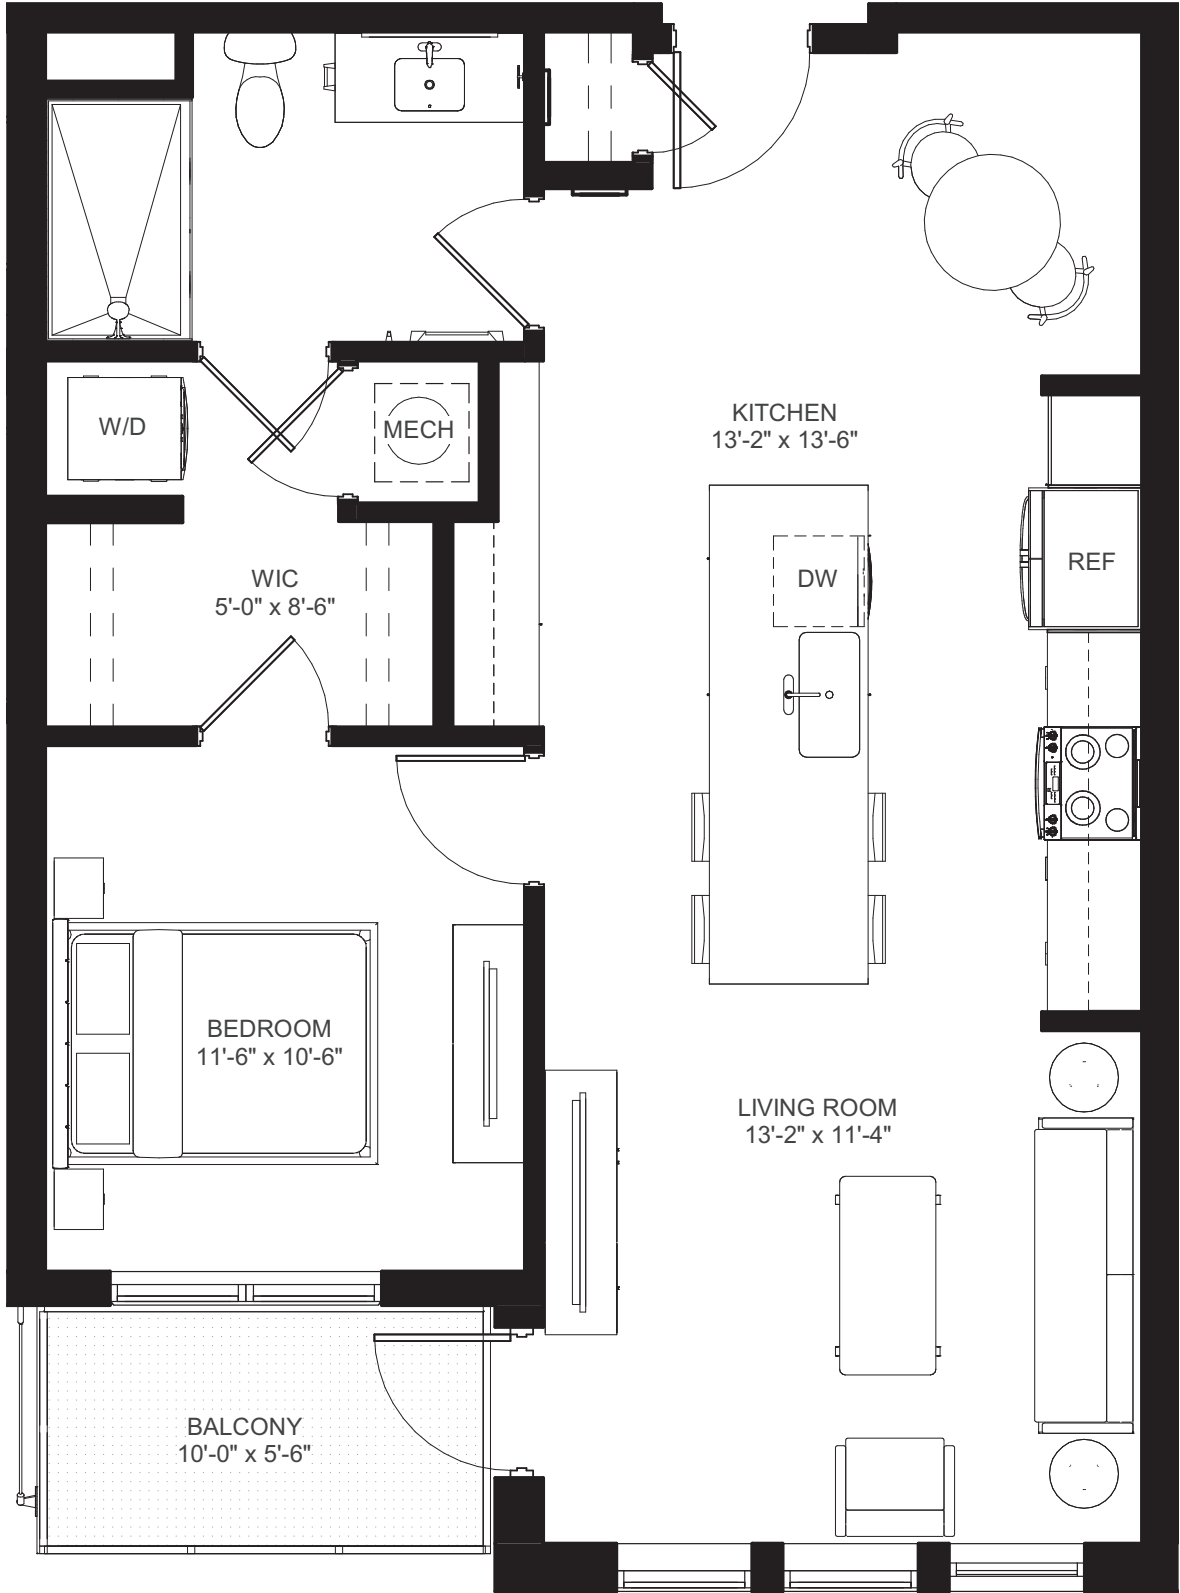 KITCHEN
13'-2" x 13'-6"
W/D
MECH
REF
WIC
5'-0" x 8'-6"
DW
BEDROOM
11'-6" x 10'-6"
LIVING ROOM
13'-2" x 11'-4"
BALCONY
10'-0" x 5'-6"